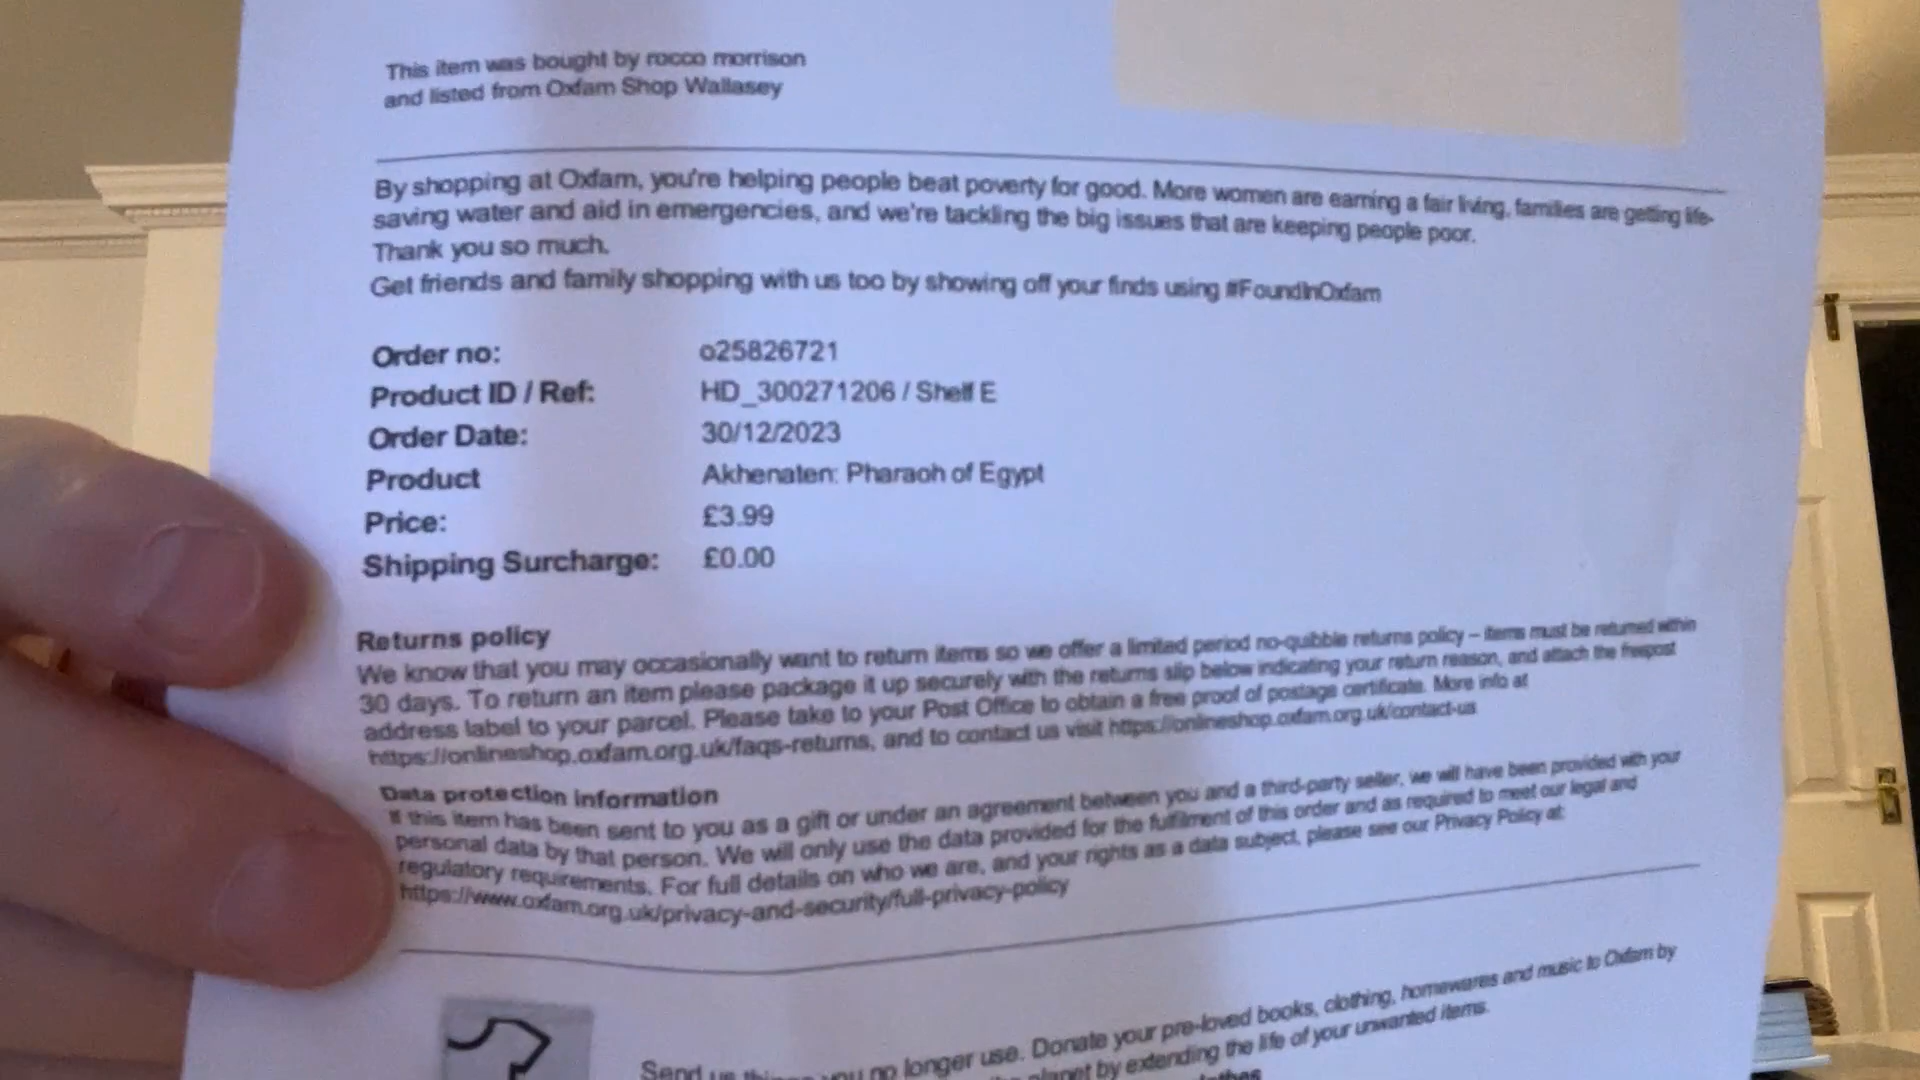 This item was bought by rocco morrison
and listed from Oxfam Shop Wallasey
By shopping at Oxfam, you're helping people beat poverty for good. More women are earning a fair living, families are getting life-
saving water and aid in emergencies, and we're tackling the big issues that are keeping people poor.
Thank you so much.
Get friends and family shopping with us too by showing off your finds using #FoundInOxfam
Order no: o25826721
Product ID / Ref: HD_300271206 / Shelf E
Order Date: 30/12/2023
Product Akhenaten: Pharaoh of Egypt
Price: £3.99
Shipping Surcharge: £0.00
Returns policy
We know that you may occasionally want to return items so we offer a limited period no-quibble returns policy – items must be returned within
30 days. To return an item please package it up securely with the returns slip below indicating your return reason, and attach the freepost
address label to your parcel. Please take to your Post Office to obtain a free proof of postage certificate. More info at
https://onlineshop.oxfam.org.uk/faqs-returns, and to contact us visit https://onlineshop.oxfam.org.uk/contact-us
Data protection information
If this item has been sent to you as a gift or under an agreement between you and a third-party seller, we will have been provided with your
personal data by that person. We will only use the data provided for the fulfilment of this order and as required to meet our legal and
regulatory requirements. For full details on who we are, and your rights as a data subject, please see our Privacy Policy at:
https://www.oxfam.org.uk/privacy-and-security/full-privacy-policy
Send us things you no longer use. Donate your pre-loved books, clothing, homewares and music to Oxfam by
planet by extending the life of your unwanted items.